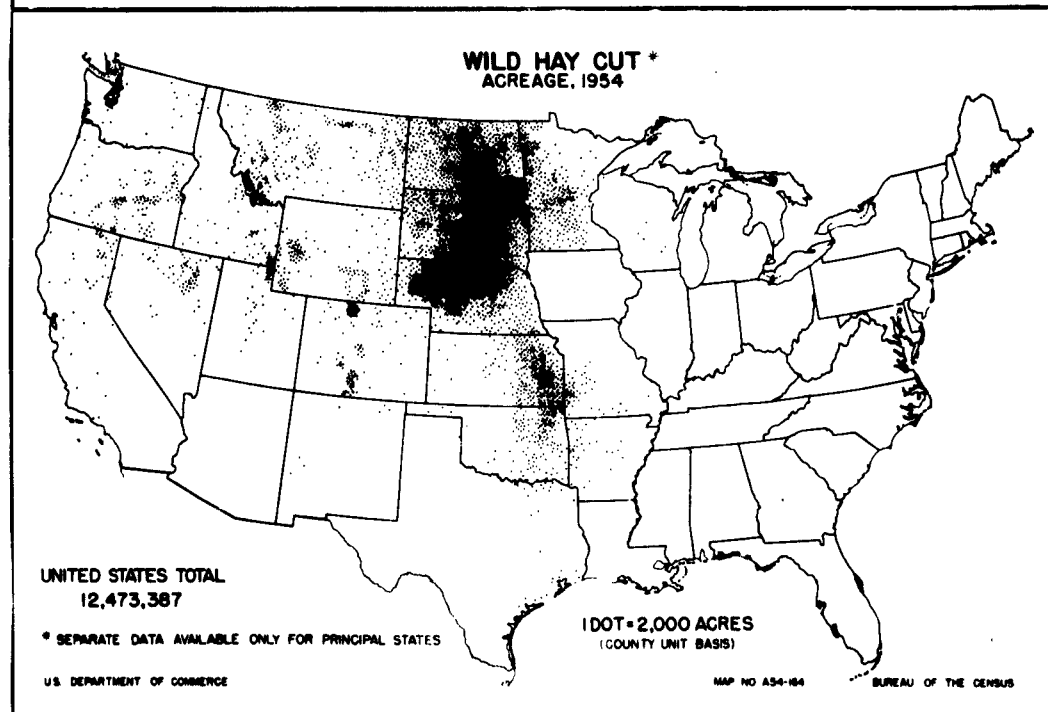 WILD HAY CUT *
ACREAGE, 1954
UNITED STATES TOTAL
12,473,387
* SEPARATE DATA AVAILABLE ONLY FOR PRINCIPAL STATES
1 DOT = 2,000 ACRES
(COUNTY UNIT BASIS)
U.S. DEPARTMENT OF COMMERCE
MAP NO A54-164
BUREAU OF THE CENSUS